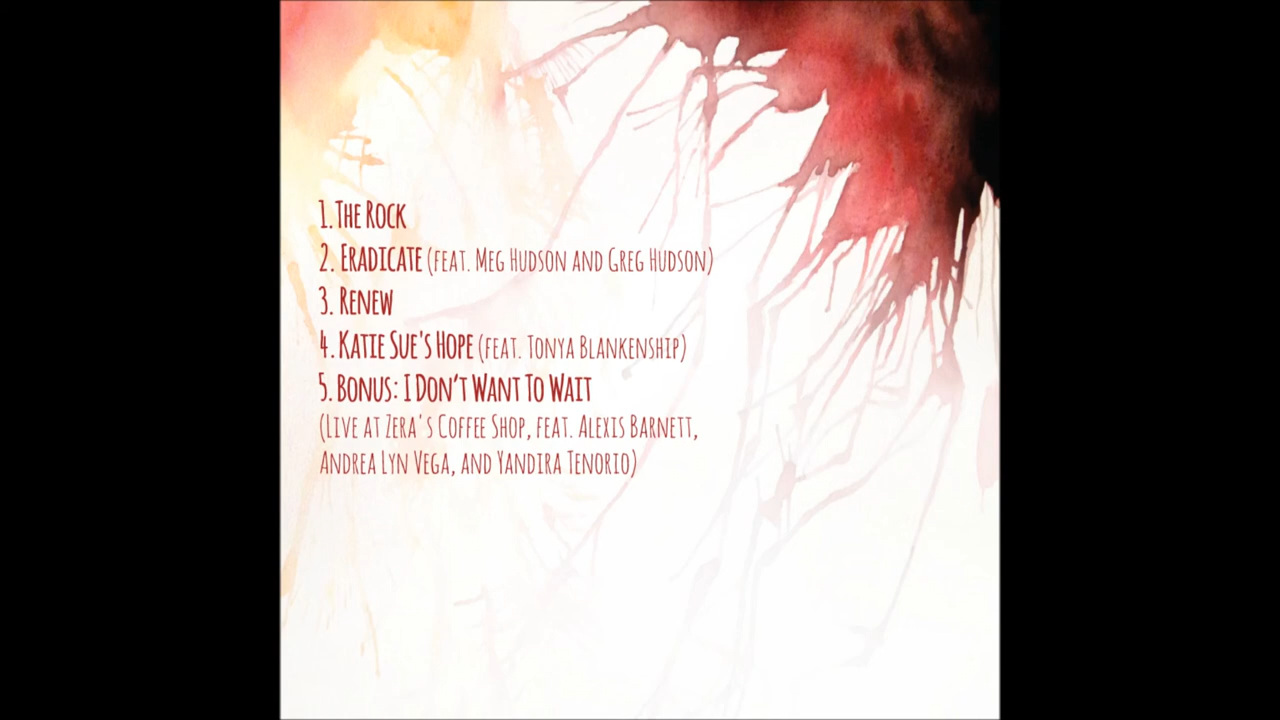 1. The Rock
2. Eradicate (feat. Meg Hudson and Greg Hudson)
3. Renew
4. Katie Sue's Hope (feat. Tonya Blankenship)
5. Bonus: I Don't Want To Wait
(Live at Zera's Coffee Shop, feat. Alexis Barnett,
Andrea Lyn Vega, and Yandira Tenorio)